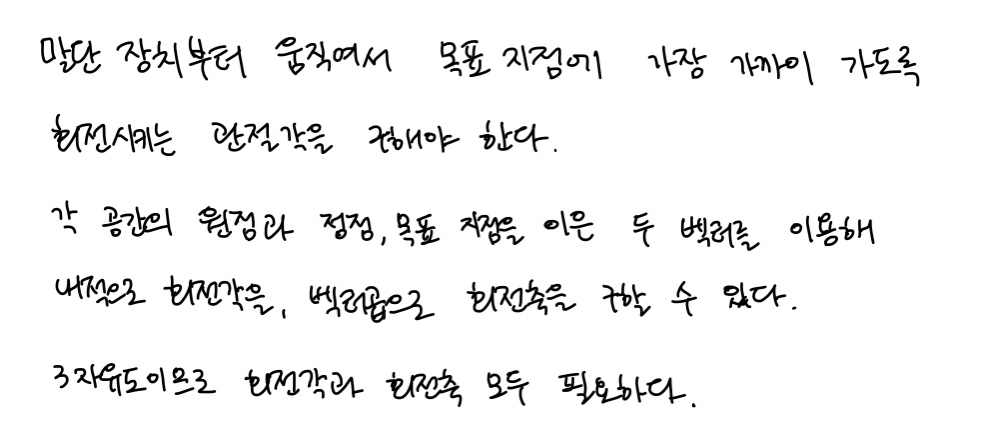 말단 장치부터 움직여서 목표 지점에 가장 가까이 가도록
회전시키는 관절각을 구해야 한다.
각 공간의 원점과 정점, 목표 지점을 이은 두 벡터를 이용해
내적으로 회전각을, 벡터곱으로 회전축을 구할 수 있다.
3자유도이므로 회전각과 회전축 모두 필요하다.